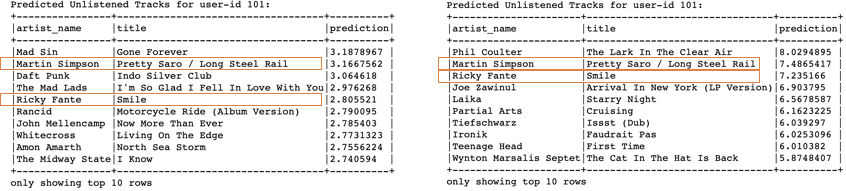 Predicted Unlistened Tracks for user-id 101:
+---------------+------------------------------------+----------+
|artist_name |title |prediction|
+---------------+------------------------------------+----------+
|Mad Sin |Gone Forever |3.1878967 |
|Martin Simpson |Pretty Saro / Long Steel Rail |3.1667562 |
|Daft Punk |Indo Silver Club |3.064618 |
|The Mad Lads |I'm So Glad I Fell In Love With You|2.976268 |
|Ricky Fante |Smile |2.805521 |
|Rancid |Motorcycle Ride (Album Version) |2.790095 |
|John Mellencamp|Now More Than Ever |2.785403 |
|Whitecross |Living On The Edge |2.7731323 |
|Amon Amarth |North Sea Storm |2.7556224 |
|The Midway State|I Know |2.740594 |
+---------------+------------------------------------+----------+
only showing top 10 rows
Predicted Unlistened Tracks for user-id 101:
+---------------------+------------------------------+----------+
|artist_name |title |prediction|
+---------------------+------------------------------+----------+
|Phil Coulter |The Lark In The Clear Air |8.0294895 |
|Martin Simpson |Pretty Saro / Long Steel Rail |7.4865417 |
|Ricky Fante |Smile |7.235166 |
|Joe Zawinul |Arrival In New York (LP Version)|6.903795 |
|Laika |Starry Night |6.5678587 |
|Partial Arts |Cruising |6.1623225 |
|Tiefschwarz |Issst (Dub) |6.039297 |
|Ironik |Faudrait Pas |6.0253096 |
|Teenage Head |First Time |6.010382 |
|Wynton Marsalis Septet|The Cat In The Hat Is Back |5.8748407 |
+---------------------+------------------------------+----------+
only showing top 10 rows